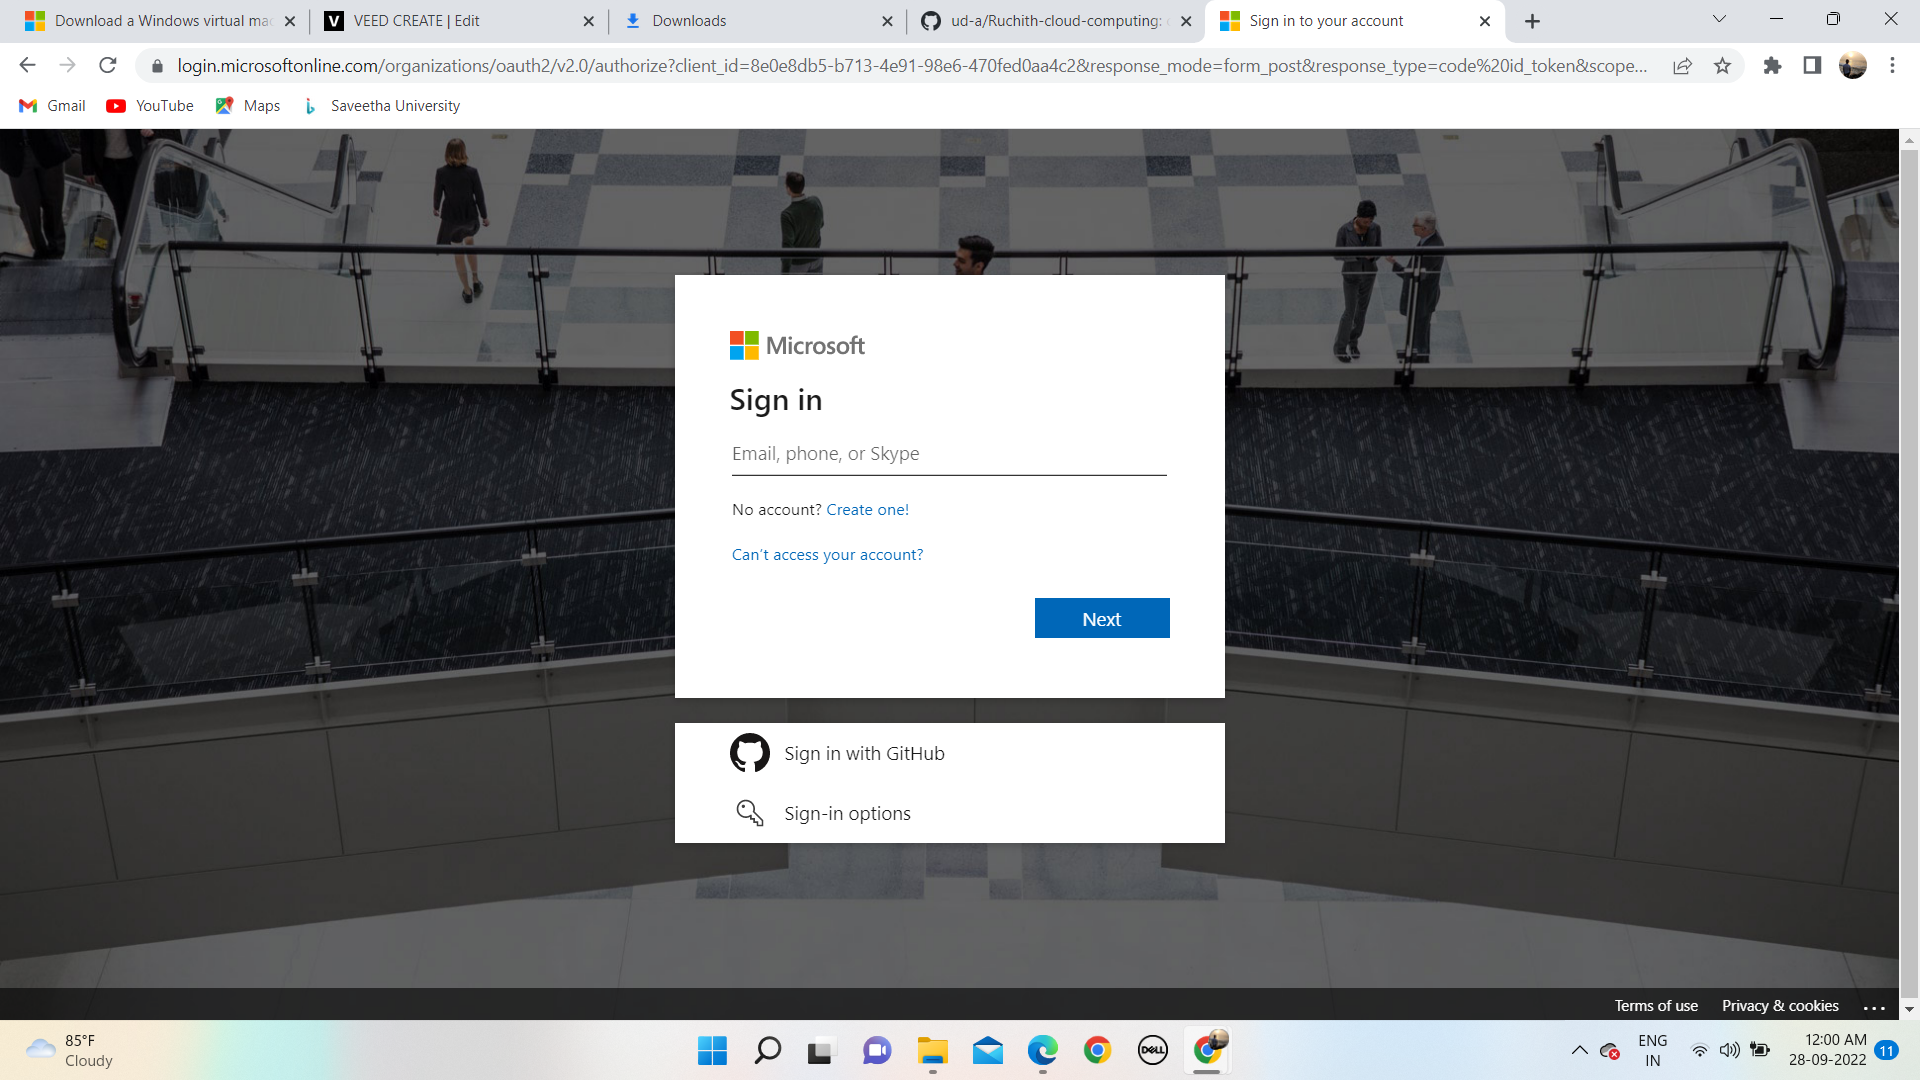 Download a Windows virtual mac
VEED CREATE | Edit
Downloads
ud-a/Ruchith-cloud-computing:
Sign in to your account
login.microsoftonline.com/organizations/oauth2/v2.0/authorize?client_id=8e0e8db5-b713-4e91-98e6-470fed0aa4c2&response_mode=form_post&response_type=code%20id_token&scope...
Gmail
YouTube
Maps
Saveetha University
Microsoft
Sign in
Email, phone, or Skype
No account? Create one!
Can't access your account?
Next
Sign in with GitHub
Sign-in options
Terms of use
Privacy & cookies
...
85°F
Cloudy
DELL
ENG
IN
12:00 AM
28-09-2022
11